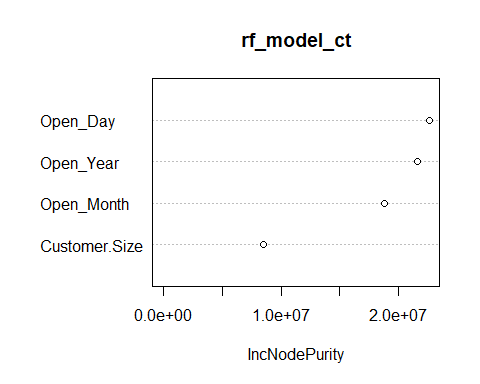 rf_model_ct
Open_Day
Open_Year
Open_Month
Customer.Size
0.0e+00 1.0e+07 2.0e+07
IncNodePurity